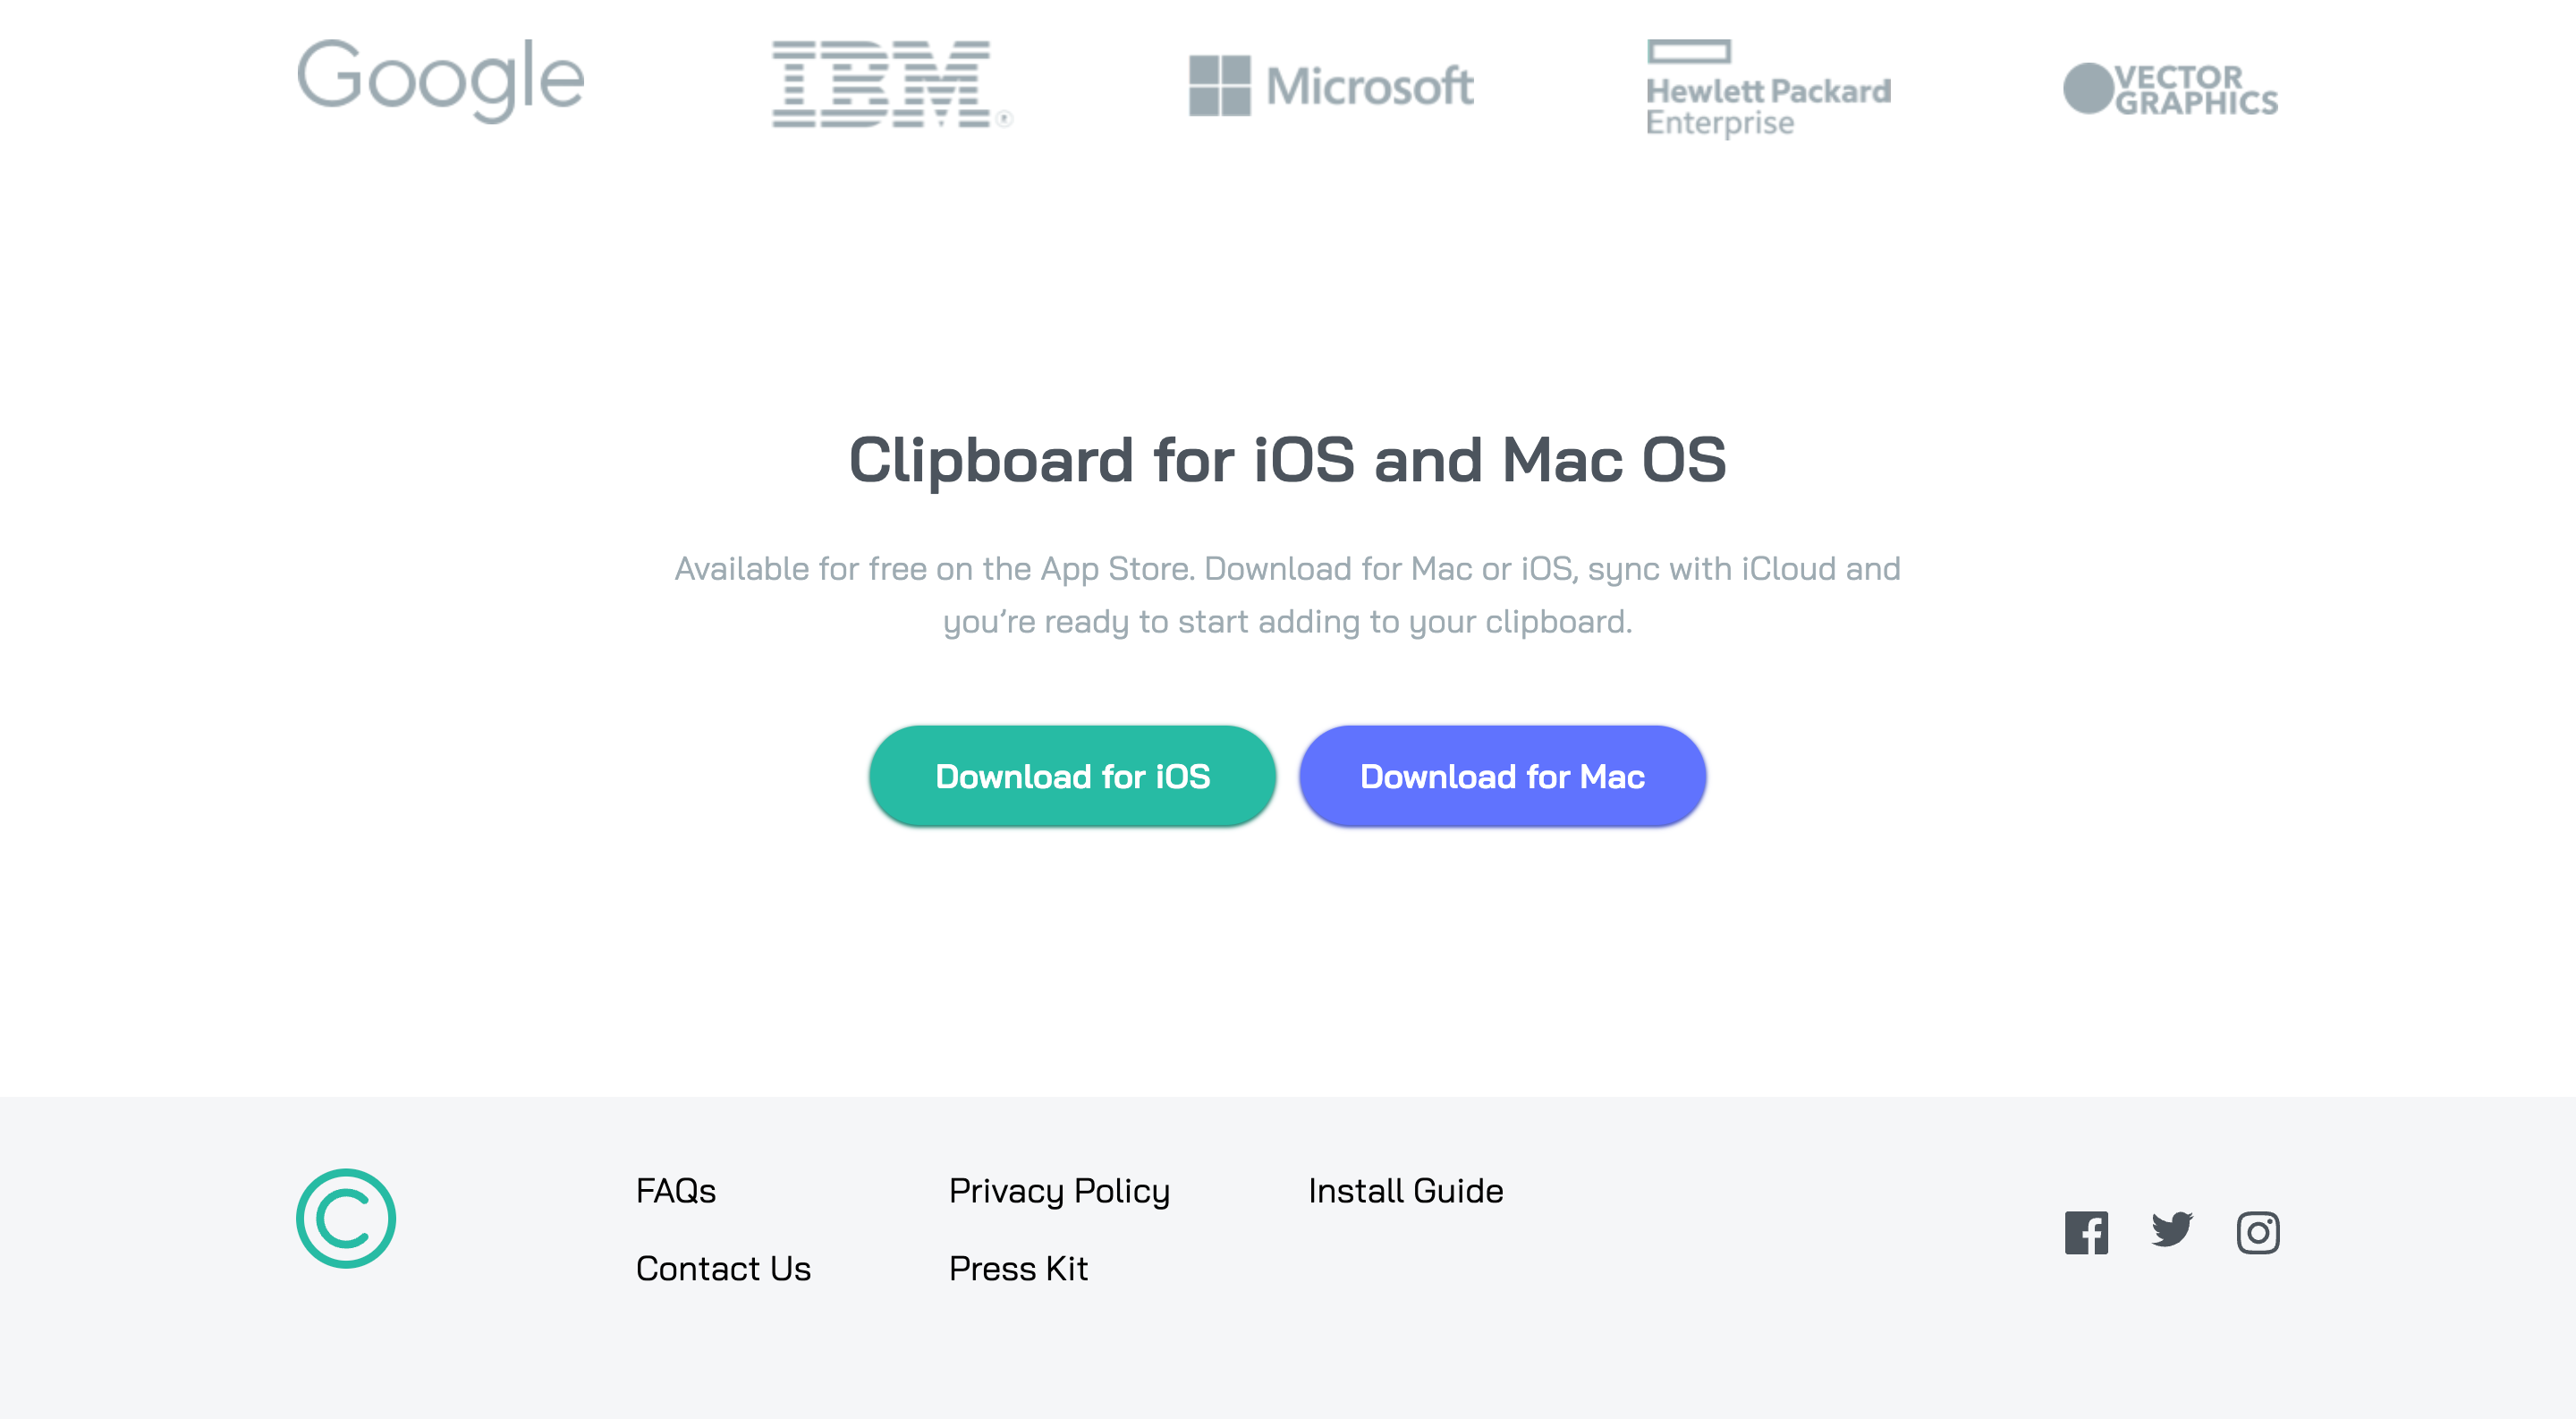 Google
IBM
Microsoft
Hewlett Packard
Enterprise
VECTOR
GRAPHICS
Clipboard for iOS and Mac OS
Available for free on the App Store. Download for Mac or iOS, sync with iCloud and
you’re ready to start adding to your clipboard.
Download for iOS
Download for Mac
FAQs
Contact Us
Privacy Policy
Press Kit
Install Guide